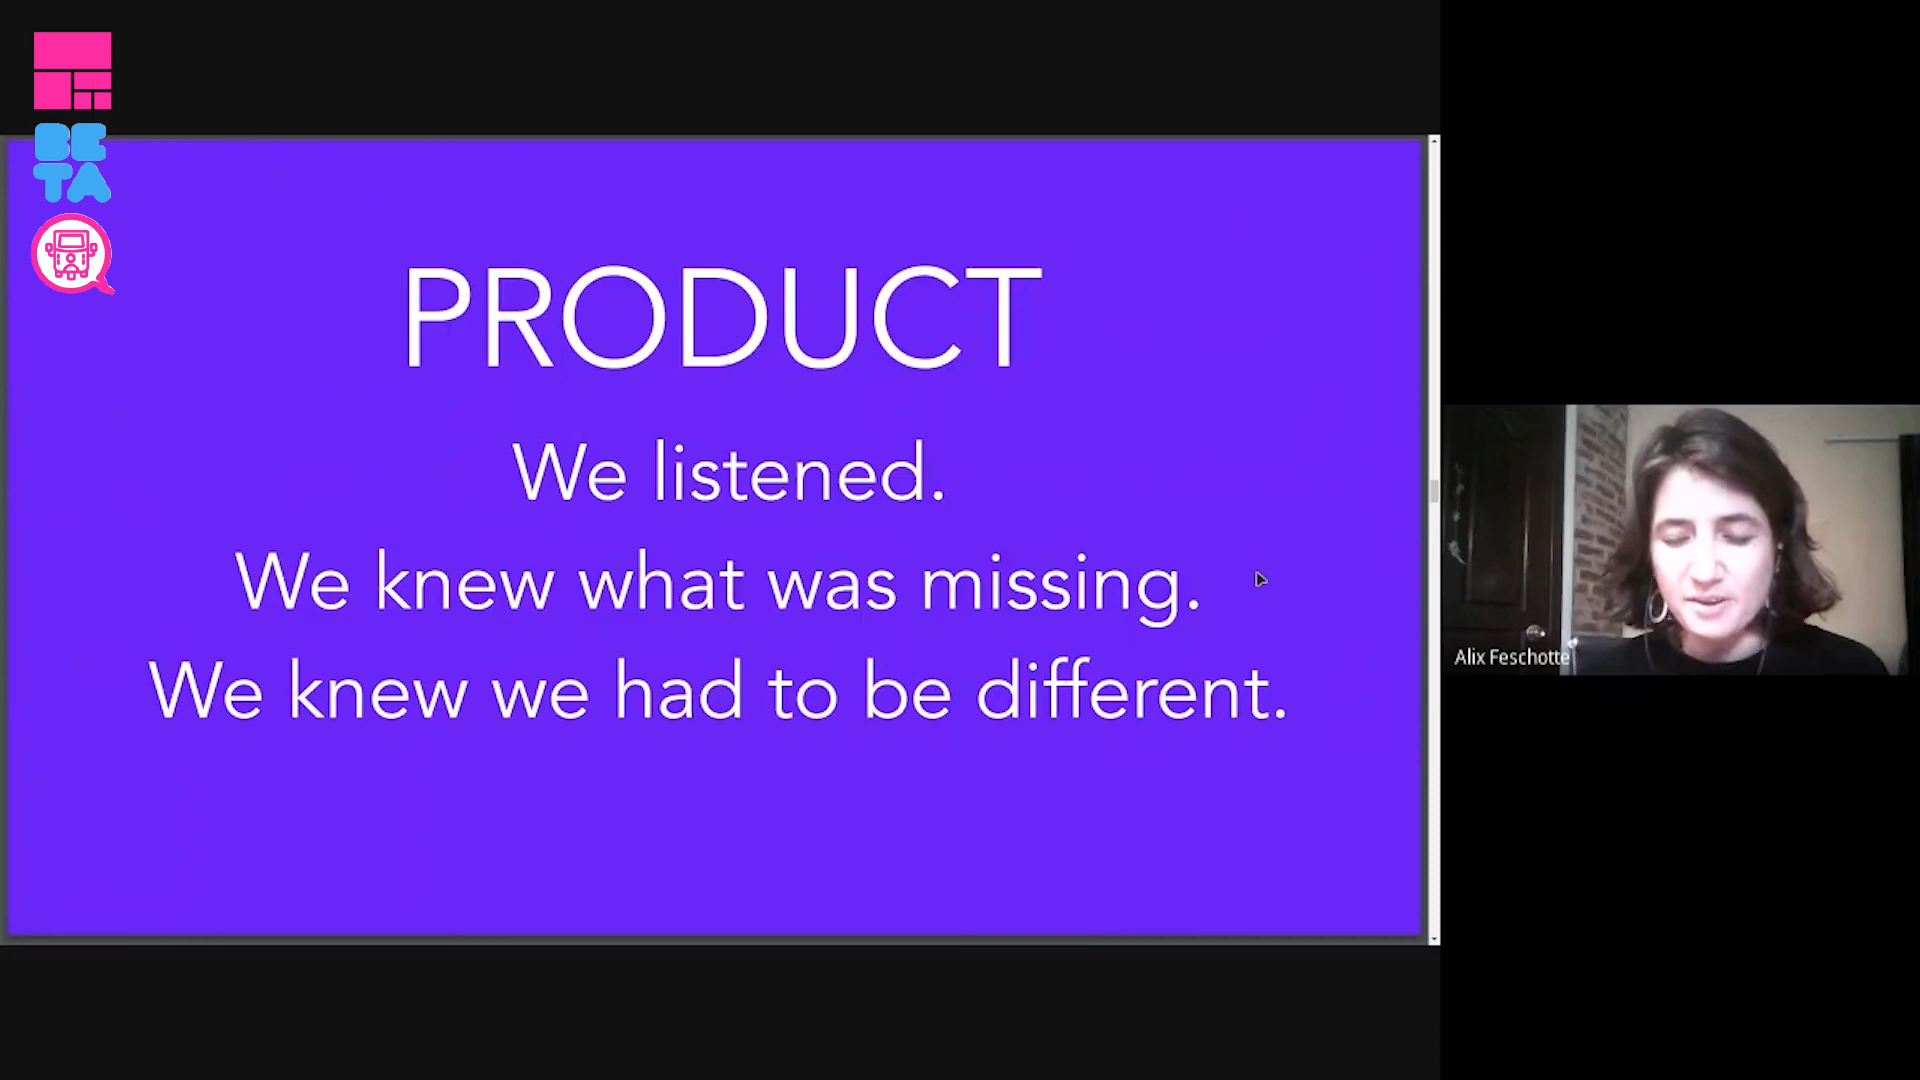 BE
TA
PRODUCT
We listened.
We knew what was missing.
We knew we had to be different.
Alix Feschotte